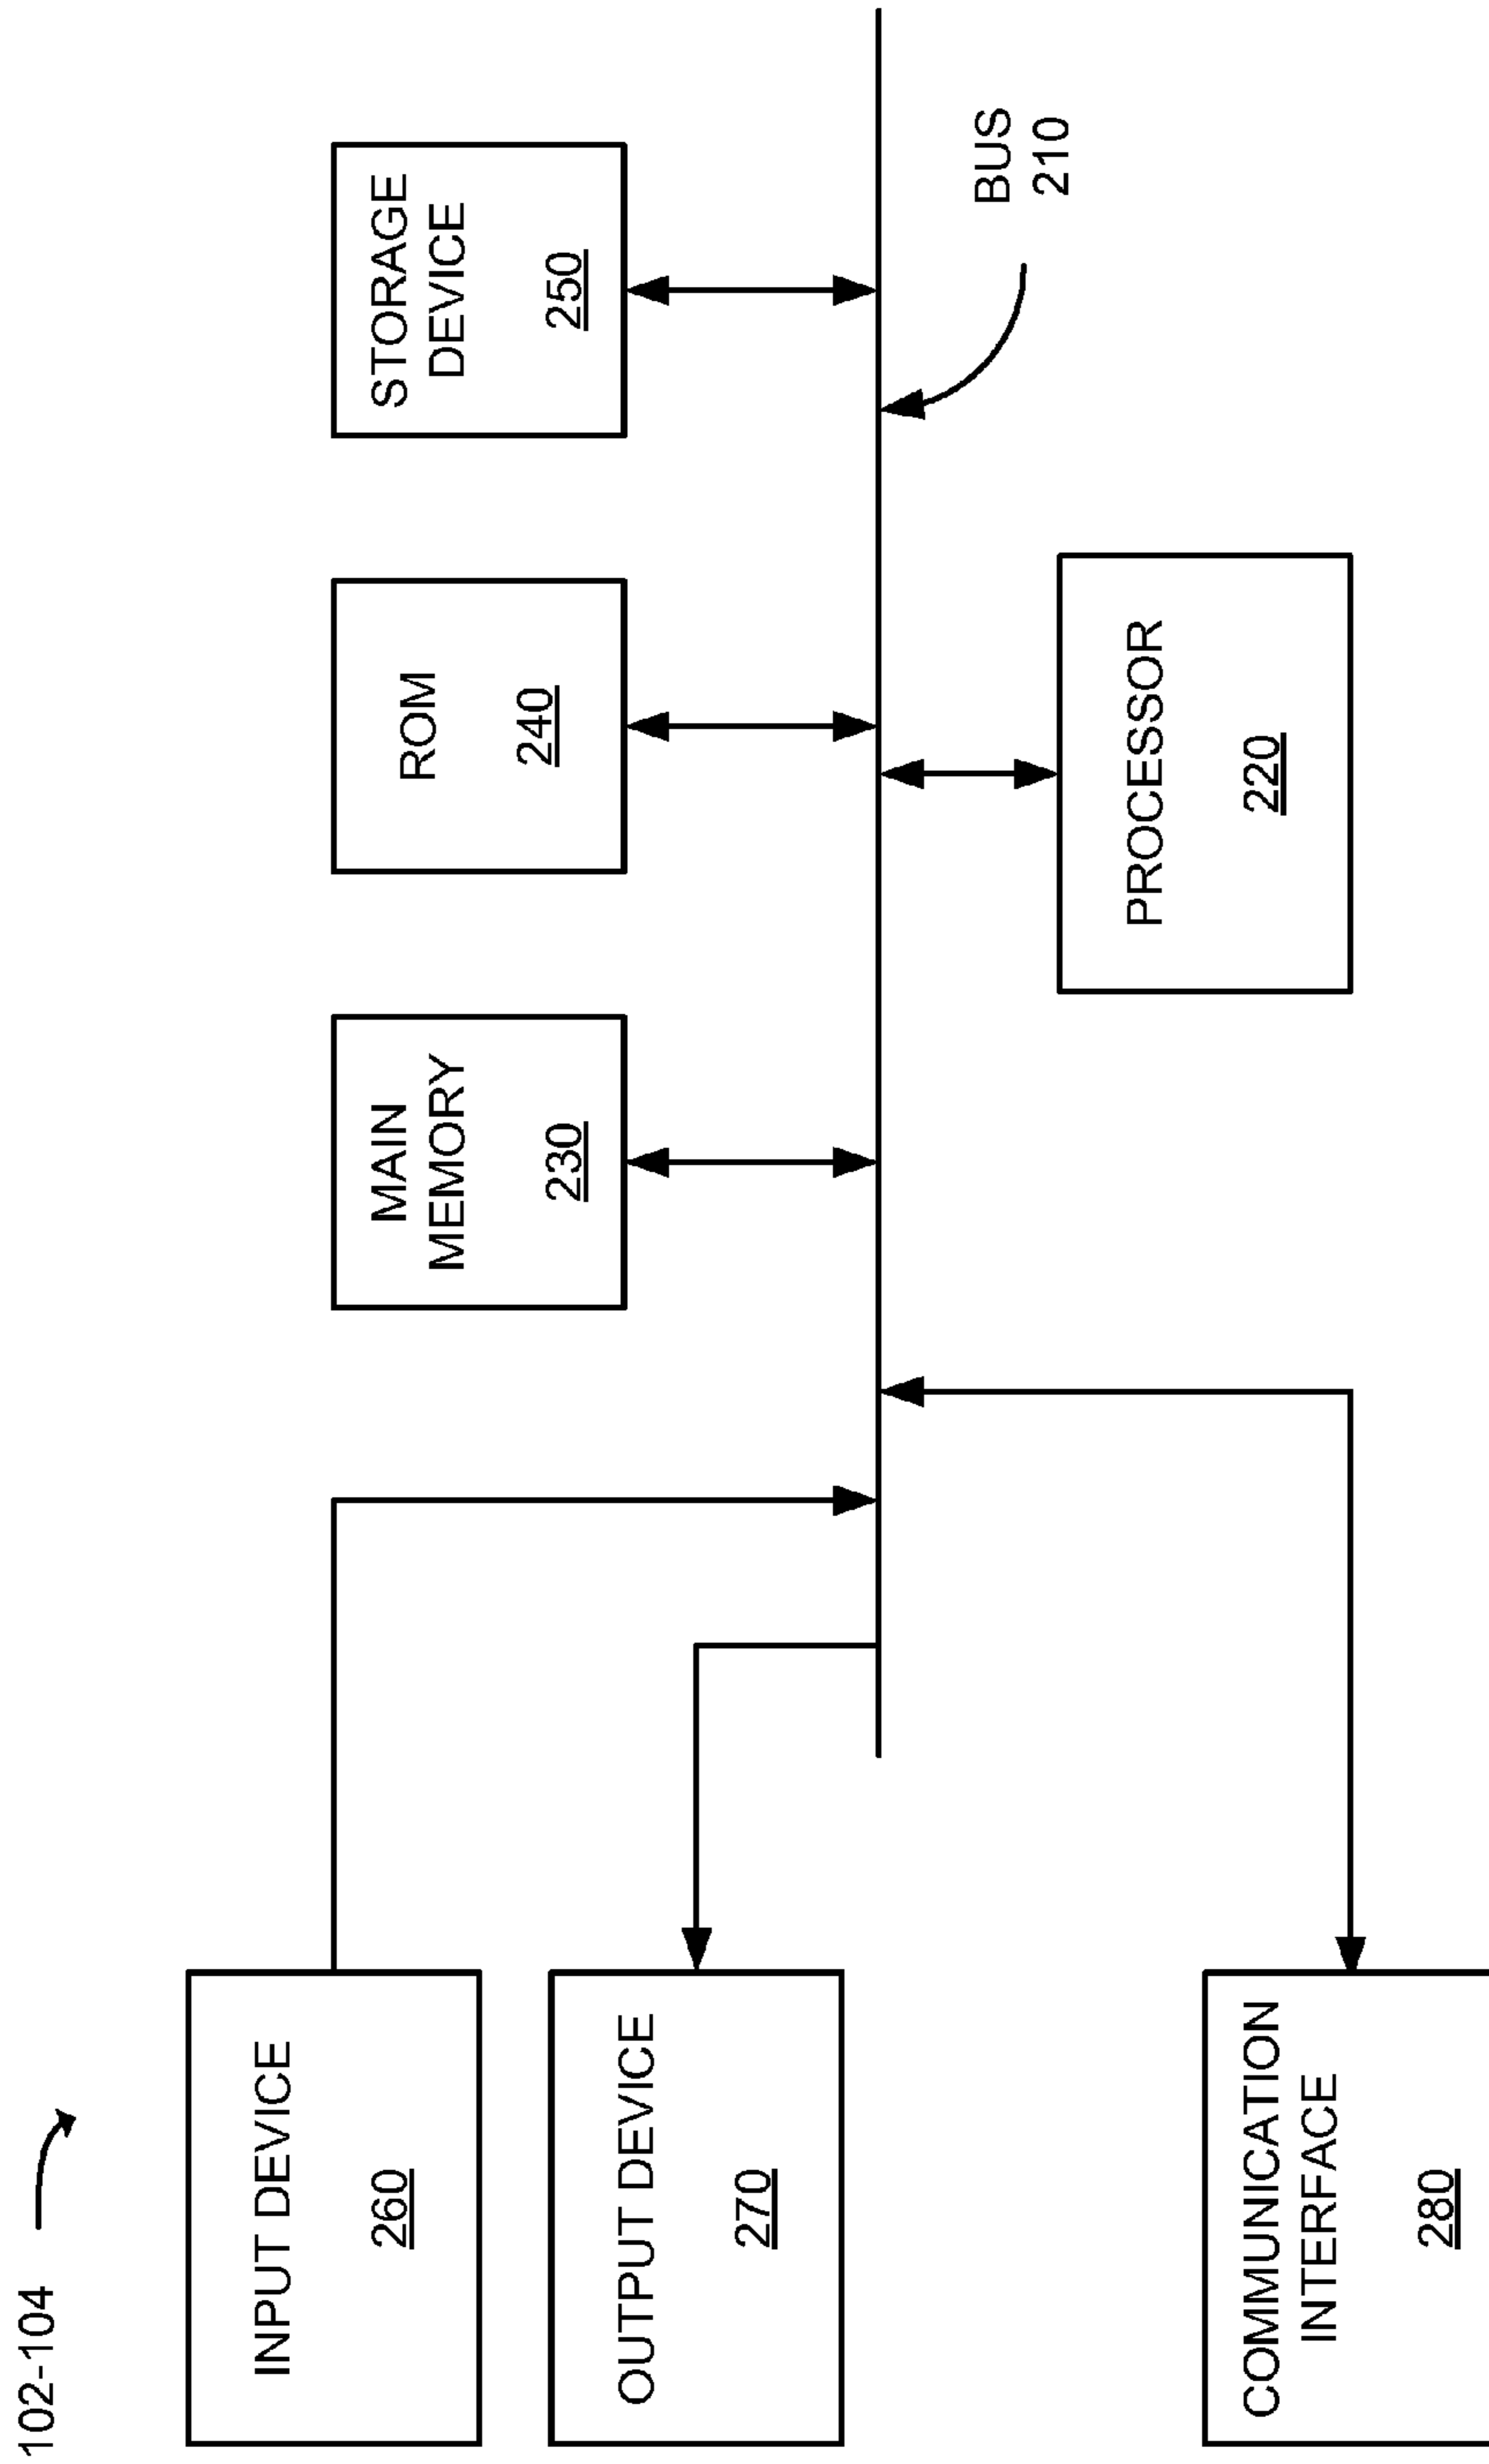 102-104
INPUT DEVICE
260
OUTPUT DEVICE
270
COMMUNICATION
INTERFACE
280
MAIN
MEMORY
230
ROM
240
STORAGE
DEVICE
250
BUS
210
PROCESSOR
220